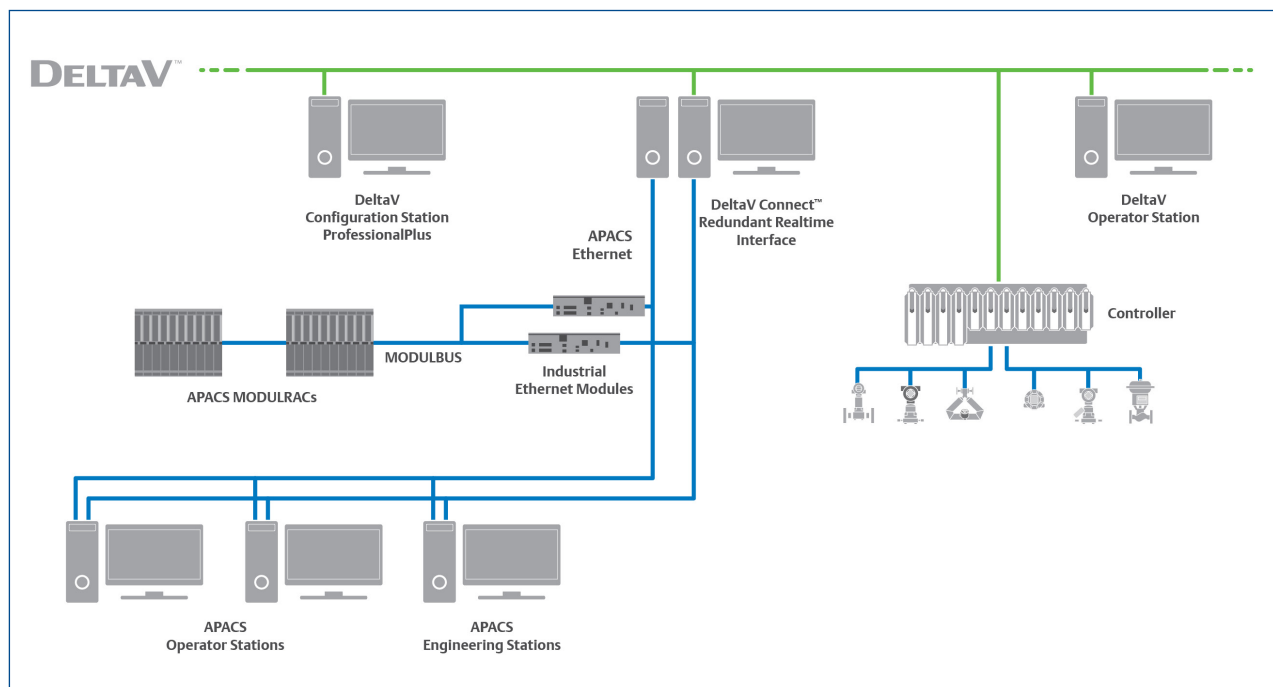 DELTAV™
DeltaV
Configuration Station
ProfessionalPlus
DeltaV Connect™
Redundant Realtime
Interface
DeltaV
Operator Station
APACS
Ethernet
Controller
MODULBUS
Industrial
Ethernet Modules
APACS MODULRACs
APACS
Operator Stations
APACS
Engineering Stations